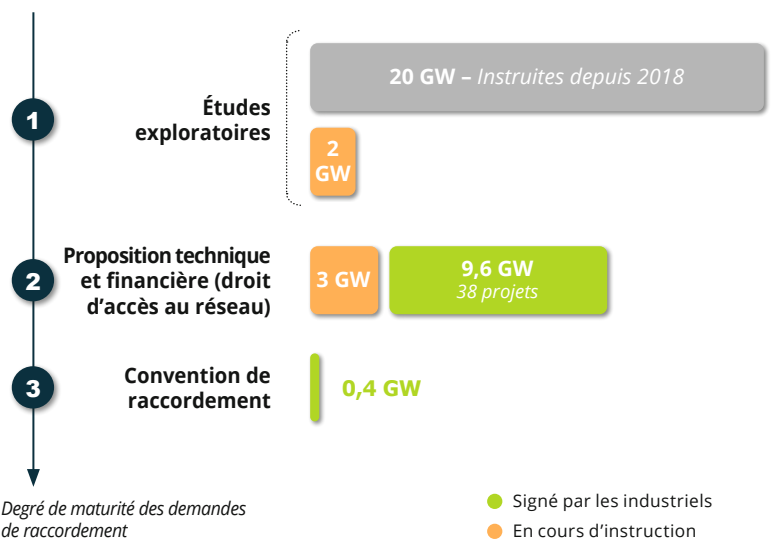 1
Études
exploratoires
20 GW – Instruites depuis 2018
2
GW
2
Proposition technique
et financière (droit
d’accès au réseau)
3 GW
9,6 GW
38 projets
3
Convention de
raccordement
0,4 GW
Degré de maturité des demandes
de raccordement
Signé par les industriels
En cours d’instruction